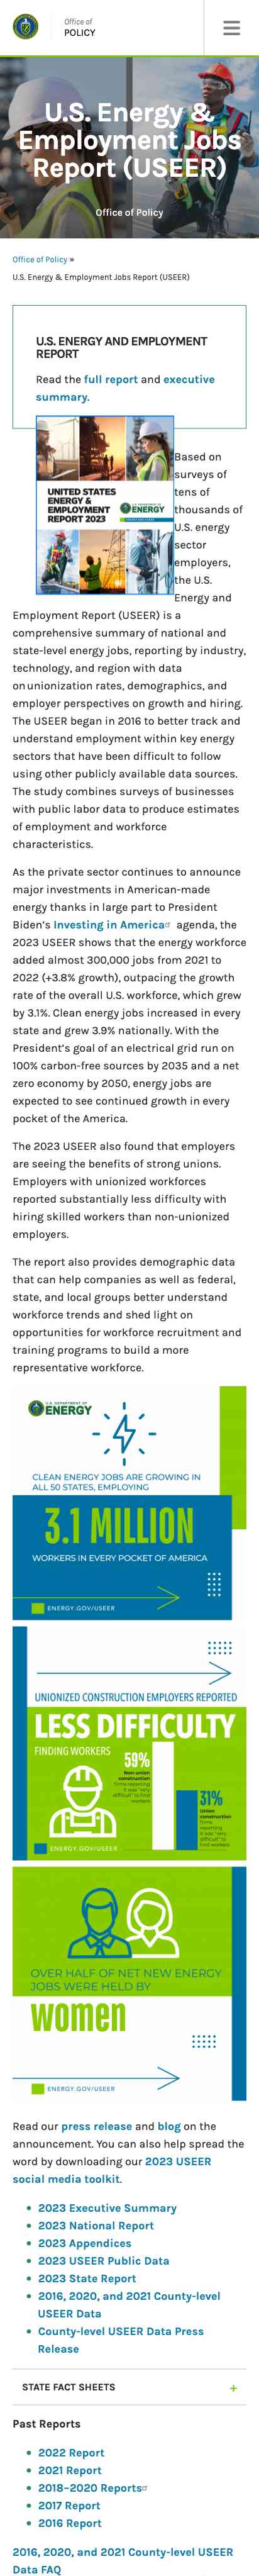 Office of
POLICY
U.S. Energy &
Employment Jobs
Report (USEER)
Office of Policy
Office of Policy »
U.S. Energy & Employment Jobs Report (USEER)
U.S. ENERGY AND EMPLOYMENT
REPORT
Read the full report and executive
summary.
UNITED STATES
ENERGY &
EMPLOYMENT
REPORT 2023
ENERGY
Based on
surveys of
tens of
thousands of
U.S. energy
sector
employers,
the U.S.
Energy and
Employment Report (USEER) is a
comprehensive summary of national and
state-level energy jobs, reporting by industry,
technology, and region with data
on unionization rates, demographics, and
employer perspectives on growth and hiring.
The USEER began in 2016 to better track and
understand employment within key energy
sectors that have been difficult to follow
using other publicly available data sources.
The study combines surveys of businesses
with public labor data to produce estimates
of employment and workforce
characteristics.
As the private sector continues to announce
major investments in American-made
energy thanks in large part to President
Biden's Investing in America agenda, the
2023 USEER shows that the energy workforce
added almost 300,000 jobs from 2021 to
2022 (+3.8% growth), outpacing the growth
rate of the overall U.S. workforce, which grew
by 3.1%. Clean energy jobs increased in every
state and grew 3.9% nationally. With the
President's goal of an electrical grid run on
100% carbon-free sources by 2035 and a net
zero economy by 2050, energy jobs are
expected to see continued growth in every
pocket of the America.
The 2023 USEER also found that employers
are seeing the benefits of strong unions.
Employers with unionized workforces
reported substantially less difficulty with
hiring skilled workers than non-unionized
employers.
The report also provides demographic data
that can help companies as well as federal,
state, and local groups better understand
workforce trends and shed light on
opportunities for workforce recruitment and
training programs to build a more
representative workforce.
U.S. DEPARTMENT OF
ENERGY
CLEAN ENERGY JOBS ARE GROWING IN
ALL 50 STATES, EMPLOYING
3.1 MILLION
WORKERS IN EVERY POCKET OF AMERICA
ENERGY.GOV/USEER
UNIONIZED CONSTRUCTION EMPLOYERS REPORTED
LESS DIFFICULTY
FINDING WORKERS
59%
Non-union
construction
firms reporting
it was "very
difficult" to find
workers
31%
Union
construction
firms
reporting
it was "very
difficult" to find
workers
ENERGY.GOV/USEER
OVER HALF OF NET NEW ENERGY
JOBS WERE HELD BY
women
ENERGY.GOV/USEER
Read our press release and blog on the
announcement. You can also help spread the
word by downloading our 2023 USEER
social media toolkit.
2023 Executive Summary
2023 National Report
2023 Appendices
2023 USEER Public Data
2023 State Report
2016, 2020, and 2021 County-level
USEER Data
County-level USEER Data Press
Release
STATE FACT SHEETS +
Past Reports
2022 Report
2021 Report
2018–2020 Reports
2017 Report
2016 Report
2016, 2020, and 2021 County-level USEER
Data FAQ